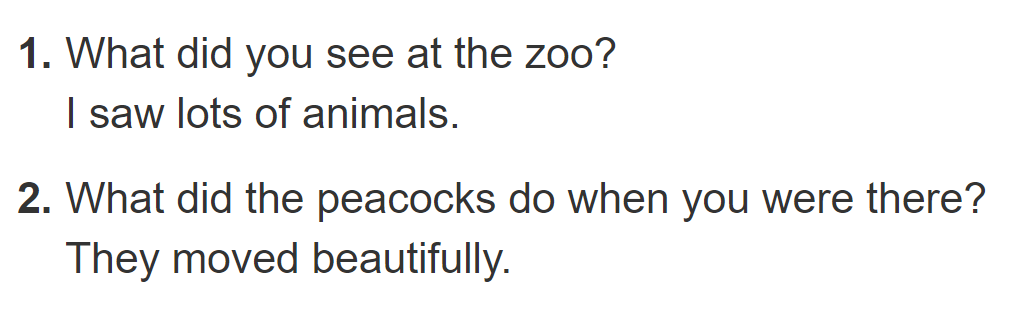 1. What did you see at the zoo?
I saw lots of animals.
2. What did the peacocks do when you were there?
They moved beautifully.